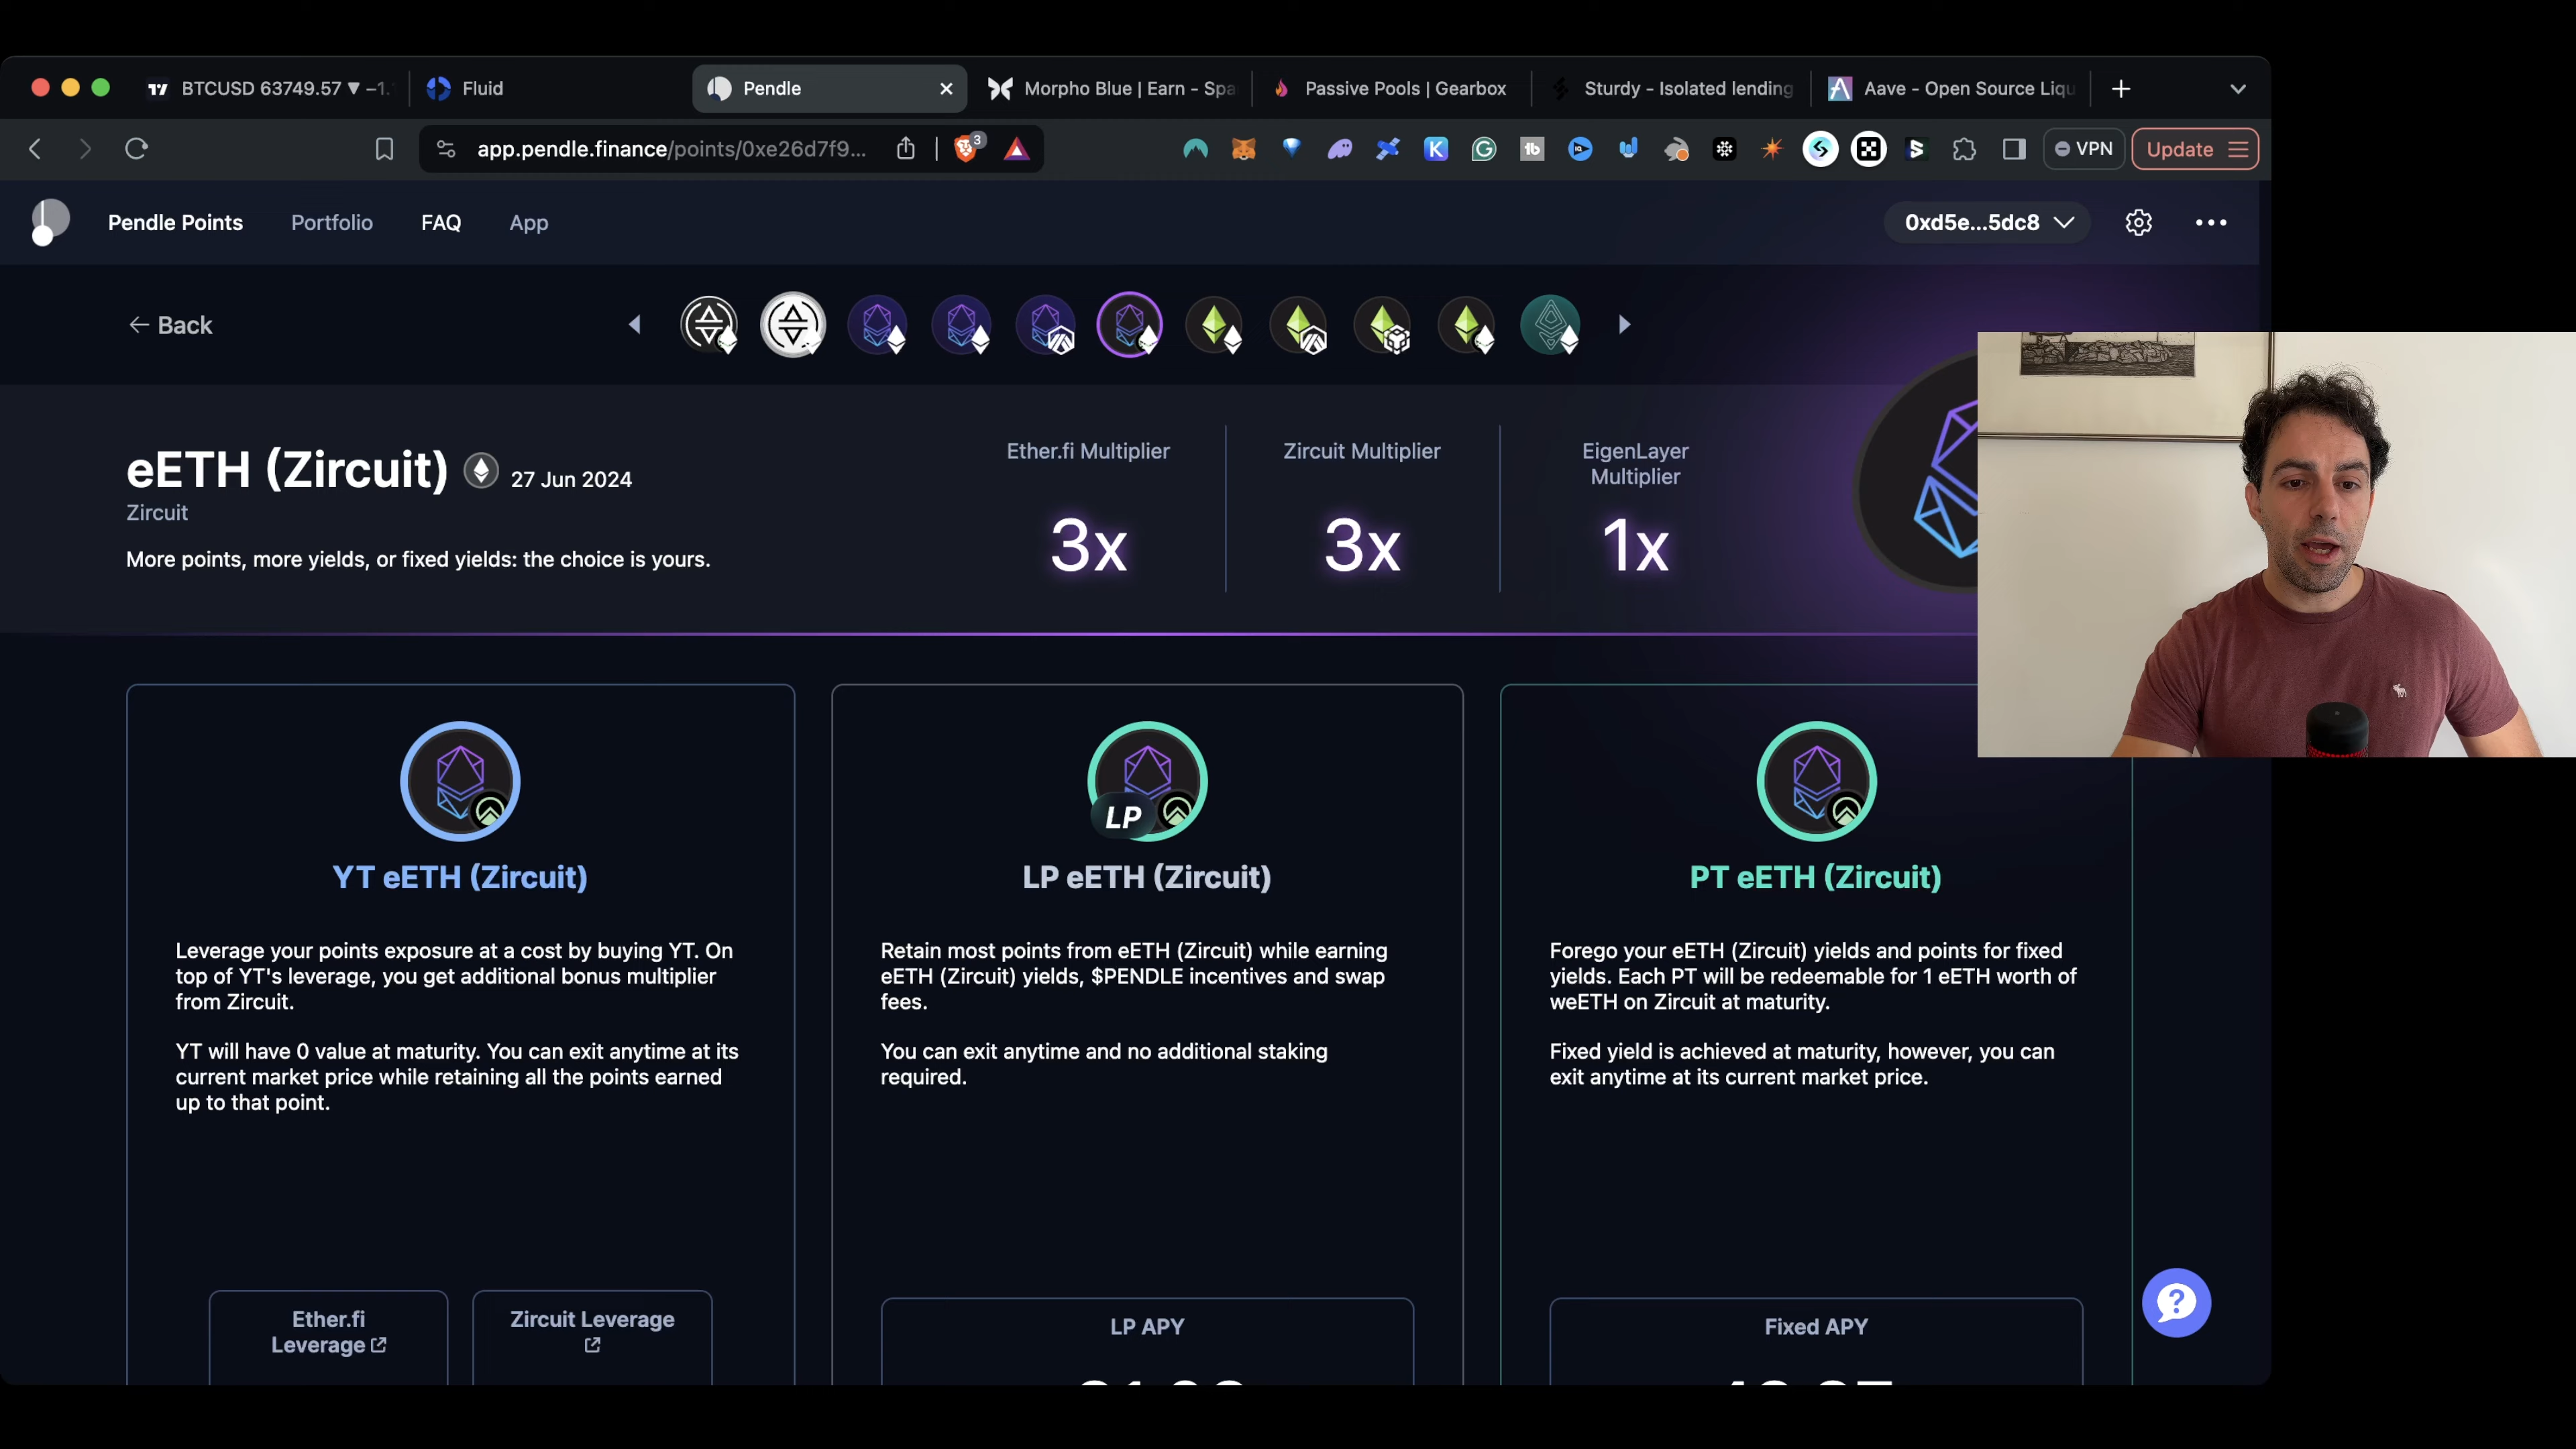 BTCUSD 63749.57 ▼ −1.
Fluid
Pendle
Morpho Blue | Earn - Spa
Passive Pools | Gearbox
Sturdy - Isolated lending
Aave - Open Source Liqu
app.pendle.finance/points/0xe26d7f9...
3
VPN
Update
Pendle Points
Portfolio
FAQ
App
0xd5e...5dc8
← Back
eETH (Zircuit)
27 Jun 2024
Zircuit
More points, more yields, or fixed yields: the choice is yours.
Ether.fi Multiplier
3x
Zircuit Multiplier
3x
EigenLayer
Multiplier
1x
YT eETH (Zircuit)
Leverage your points exposure at a cost by buying YT. On
top of YT's leverage, you get additional bonus multiplier
from Zircuit.
YT will have 0 value at maturity. You can exit anytime at its
current market price while retaining all the points earned
up to that point.
Ether.fi
Leverage
Zircuit Leverage
LP
LP eETH (Zircuit)
Retain most points from eETH (Zircuit) while earning
eETH (Zircuit) yields, $PENDLE incentives and swap
fees.
You can exit anytime and no additional staking
required.
LP APY
PT eETH (Zircuit)
Forego your eETH (Zircuit) yields and points for fixed
yields. Each PT will be redeemable for 1 eETH worth of
weETH on Zircuit at maturity.
Fixed yield is achieved at maturity, however, you can
exit anytime at its current market price.
Fixed APY